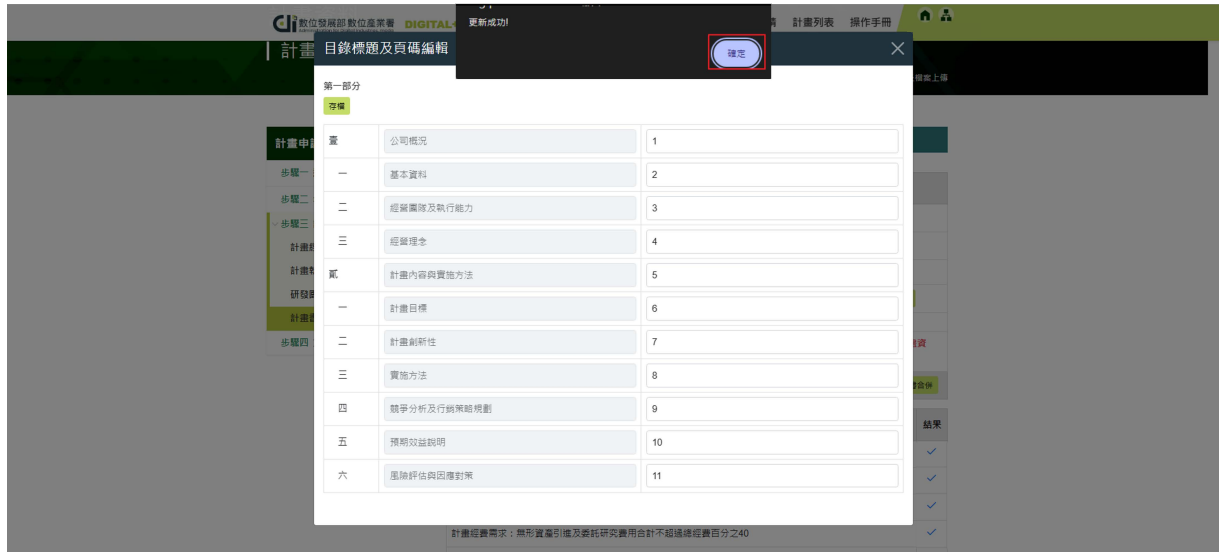 數位發展部 數位產業署 DIGITAL+
更新成功!
確定
計畫列表 操作手冊
計畫
目錄標題及頁碼編輯
檔案上傳
第一部分
存檔
計畫申
壹 公司概況 1
步驟一 一 基本資料 2
步驟二 二 經營團隊及執行能力 3
步驟三 三 經營理念 4
貳 計畫內容與實施方法 5
研發
一 計畫目標 6
計畫
步驟四 二 計畫創新性 7
三 實施方法 8
合併
四 競爭分析及行銷策略規劃 9
結果
五 預期效益說明 10
六 風險評估與因應對策 11
計畫經費需求：無形資產引進及委託研究費用合計不超過總經費百分之40